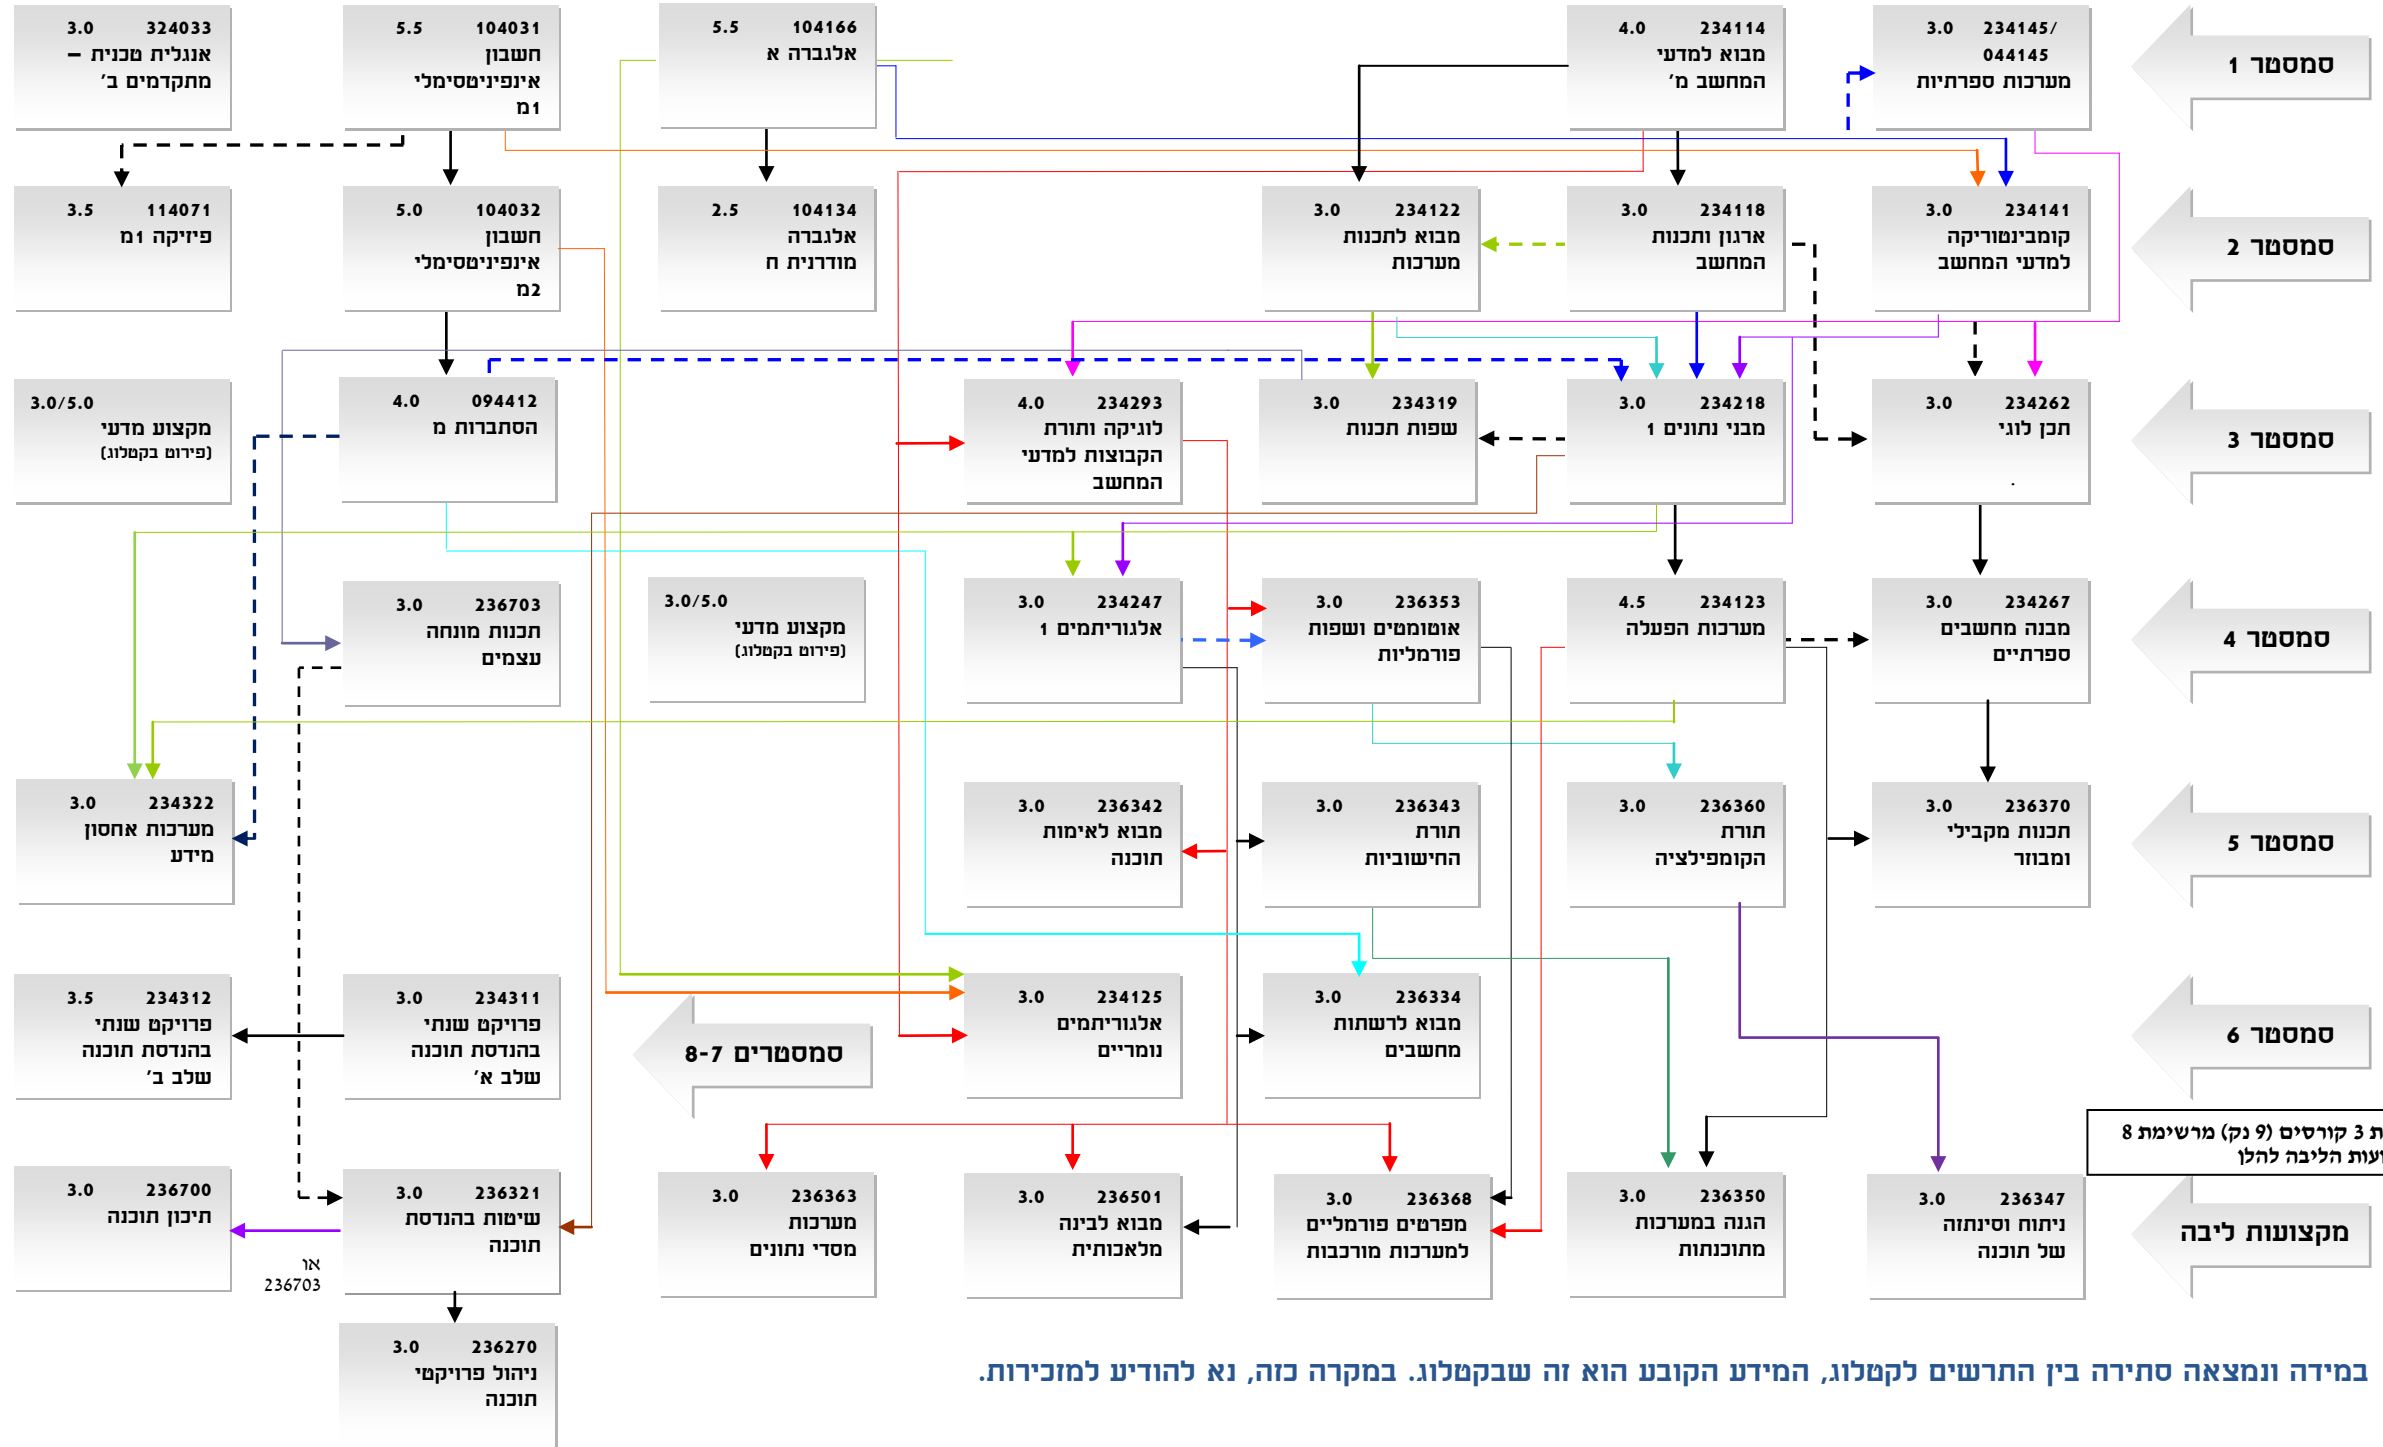 סמסטר 1
234145/ 3.0
044145
מערכות ספרתיות
234114 4.0
מבוא למדעי
המחשב מ'
104166 5.5
אלגברה א
104031 5.5
חשבון
אינפיניטסימלי
1מ
324033 3.0
אנגלית טכנית –
מתקדמים ב'
סמסטר 2
234141 3.0
קומבינטוריקה
למדעי המחשב
234118 3.0
ארגון ותכנות
המחשב
234122 3.0
מבוא לתכנות
מערכות
104134 2.5
אלגברה
מודרנית ח
104032 5.0
חשבון
אינפיניטסימלי
2מ
114071 3.5
פיזיקה 1מ
סמסטר 3
234262 3.0
תכן לוגי
.
234218 3.0
מבני נתונים 1
234319 3.0
שפות תכנות
234293 4.0
לוגיקה ותורת
הקבוצות למדעי
המחשב
094412 4.0
הסתברות מ
3.0/5.0
מקצוע מדעי
(פירוט בקטלוג)
סמסטר 4
234267 3.0
מבנה מחשבים
ספרתיים
234123 4.5
מערכות הפעלה
236353 3.0
אוטומטים ושפות
פורמליות
234247 3.0
אלגוריתמים 1
3.0/5.0
מקצוע מדעי
(פירוט בקטלוג)
236703 3.0
תכנות מונחה
עצמים
סמסטר 5
236370 3.0
תכנות מקבילי
ומבוזר
236360 3.0
תורת
הקומפילציה
236343 3.0
תורת
החישוביות
236342 3.0
מבוא לאימות
תוכנה
234322 3.0
מערכות אחסון
מידע
סמסטר 6
236334 3.0
מבוא לרשתות
מחשבים
234125 3.0
אלגוריתמים
נומריים
סמסטרים 8-7
234311 3.0
פרויקט שנתי
בהנדסת תוכנה
שלב א'
234312 3.5
פרויקט שנתי
בהנדסת תוכנה
שלב ב'
ת 3 קורסים (9 נק) מרשימת 8
ועות הליבה להלן
מקצועות ליבה
236347 3.0
ניתוח וסינתזה
של תוכנה
236350 3.0
הגנה במערכות
מתוכנתות
236368 3.0
מפרטים פורמליים
למערכות מורכבות
236501 3.0
מבוא לבינה
מלאכותית
236363 3.0
מערכות
מסדי נתונים
236321 3.0
שיטות בהנדסת
תוכנה
או
236703
236700 3.0
תיכון תוכנה
236270 3.0
ניהול פרויקטי
תוכנה
במידה ונמצאה סתירה בין התרשים לקטלוג, המידע הקובע הוא זה שבקטלוג. במקרה כזה, נא להודיע למזכירות.